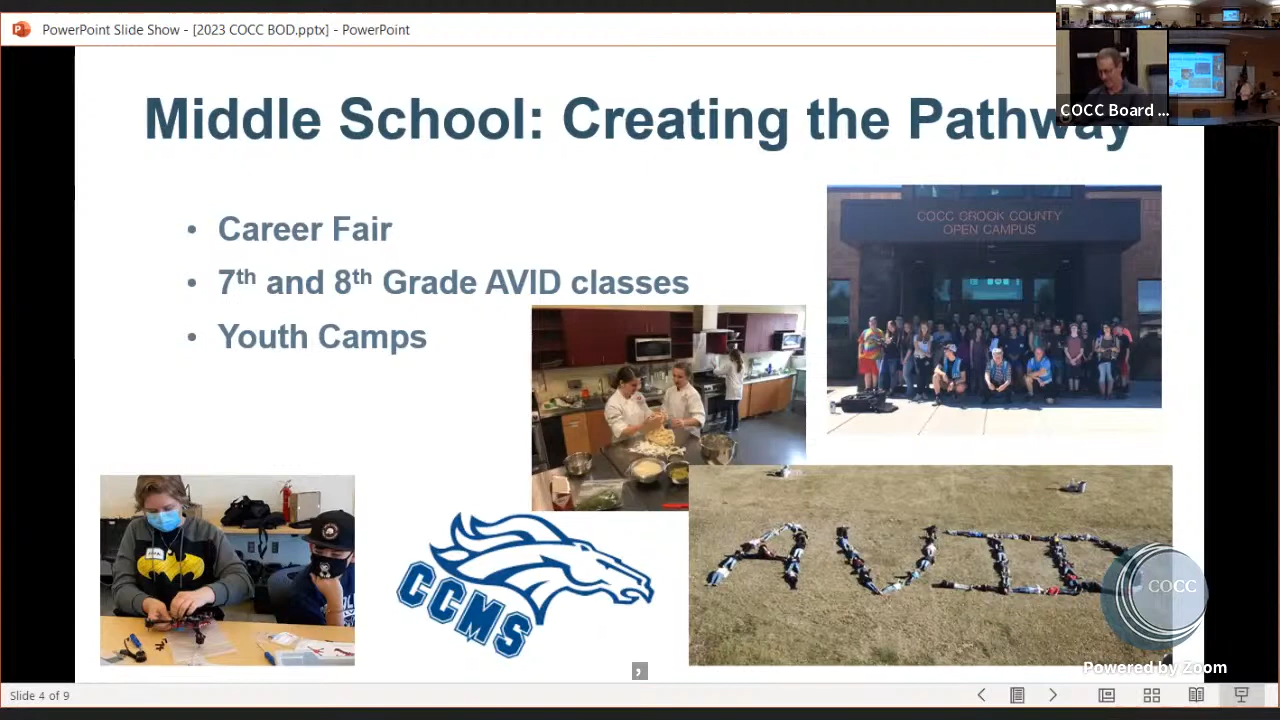 PowerPoint Slide Show - [2023 COCC BOD.pptx] - PowerPoint
COCC Board ...
Middle School: Creating the Pathway
• Career Fair
• 7th and 8th Grade AVID classes
• Youth Camps
COCC CROOK COUNTY
OPEN CAMPUS
CCMS
AVID
COCC
Powered by Zoom
,
Slide 4 of 9